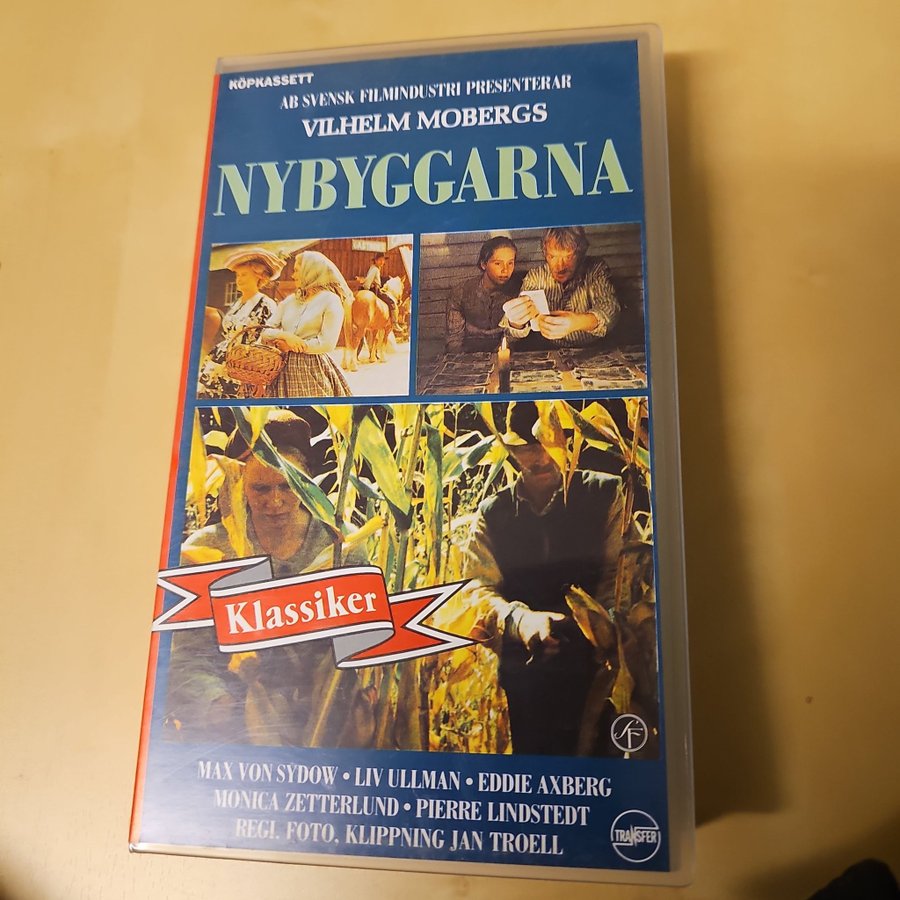 KÖPKASSETT
AB SVENSK FILMINDUSTRI PRESENTERAR
VILHELM MOBERGS
NYBYGGARNA
Klassiker
SF
MAX VON SYDOW • LIV ULLMAN • EDDIE AXBERG
MONICA ZETTERLUND • PIERRE LINDSTEDT
REGI. FOTO, KLIPPNING JAN TROELL
TRANSFER